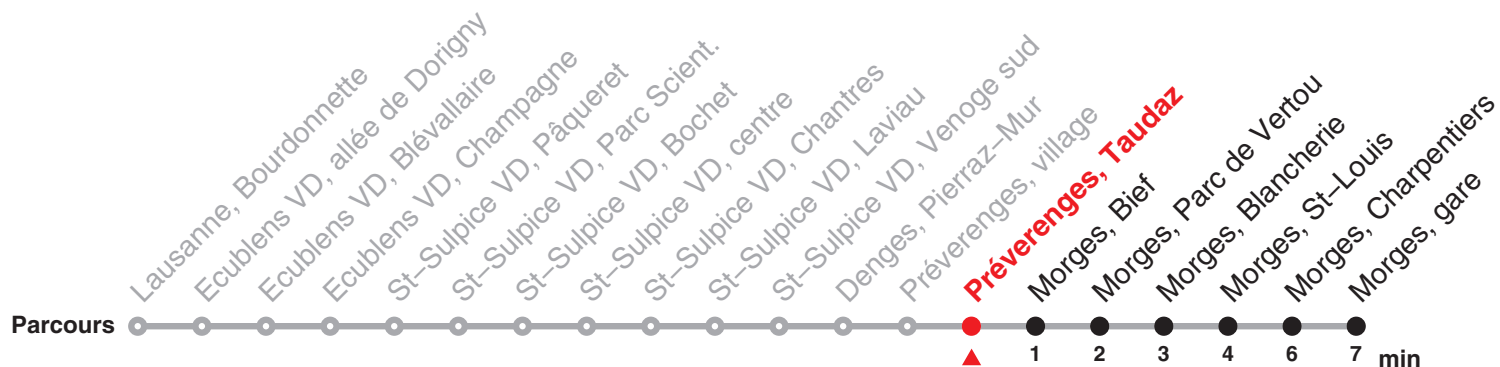 Lausanne, Bourdonnette
Ecublens VD, allée de Dorigny
Ecublens VD, Blévallaire
Ecublens VD, Champagne
St–Sulpice VD, Pâqueret
St–Sulpice VD, Parc Scient.
St–Sulpice VD, Bochet
St–Sulpice VD, centre
St–Sulpice VD, Chantres
St–Sulpice VD, Laviau
St–Sulpice VD, Venoge sud
Denges, Pierraz–Mur
Préverenges, village
Préverenges, Taudaz
Morges, Bief
Morges, Parc de Vertou
Morges, Blancherie
Morges, St–Louis
Morges, Charpentiers
Morges, gare
Parcours
1 2 3 4 6 7 min